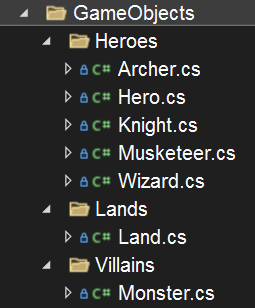 GameObjects
Heroes
C# Archer.cs
C# Hero.cs
C# Knight.cs
C# Musketeer.cs
C# Wizard.cs
Lands
C# Land.cs
Villains
C# Monster.cs